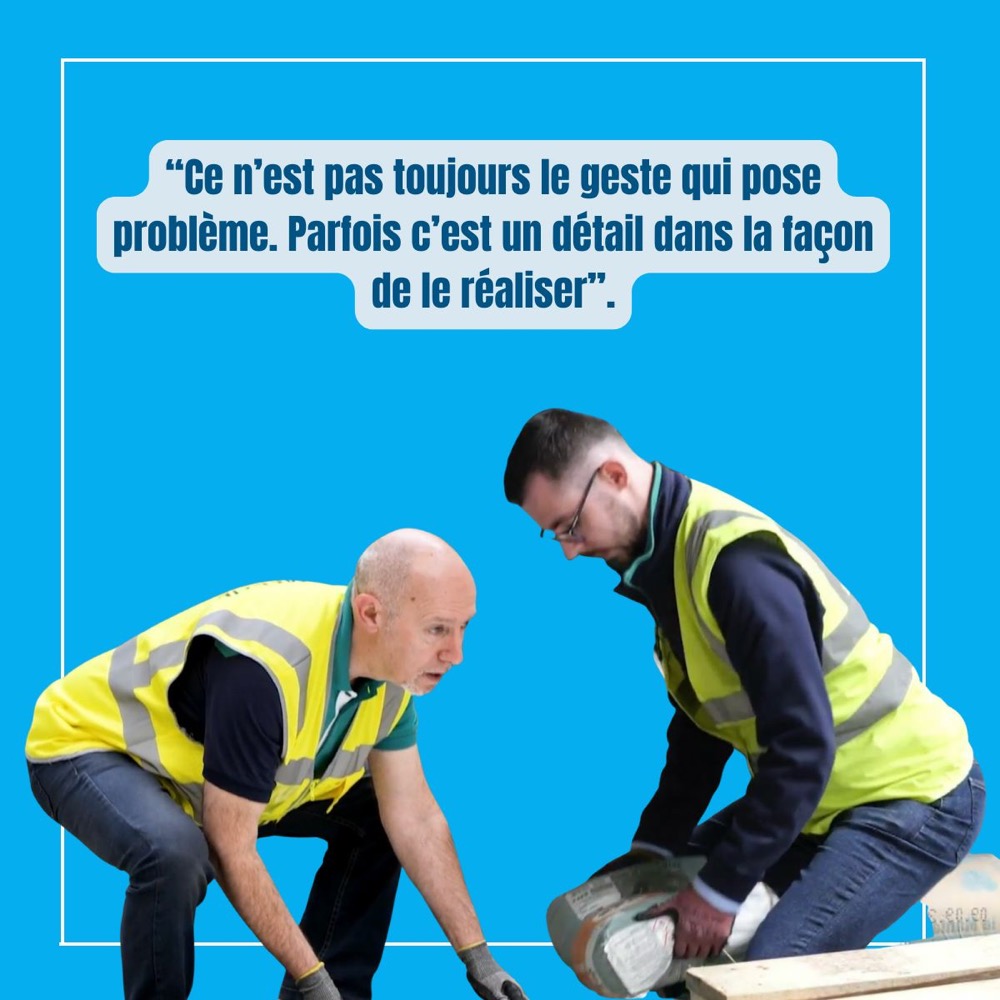 “Ce n’est pas toujours le geste qui pose
problème. Parfois c’est un détail dans la façon
de le réaliser”.